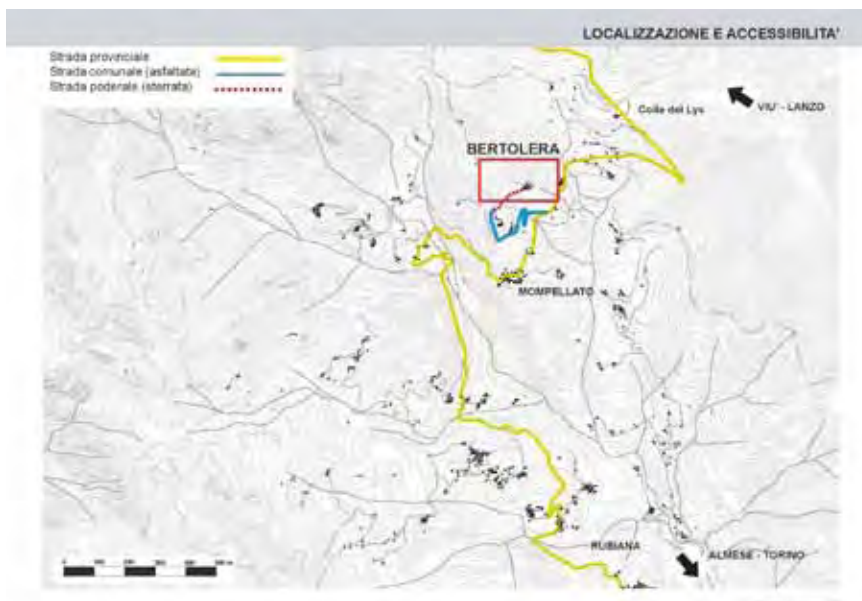 LOCALIZZAZIONE E ACCESSIBILITA'
Strada provinciale
Strada comunale (asfaltata)
Strada poderale (sterrata)
Colle del Lys
VIU' - LANZO
BERTOLERA
MOMPELLATO
RUBIANA
ALMESE - TORINO